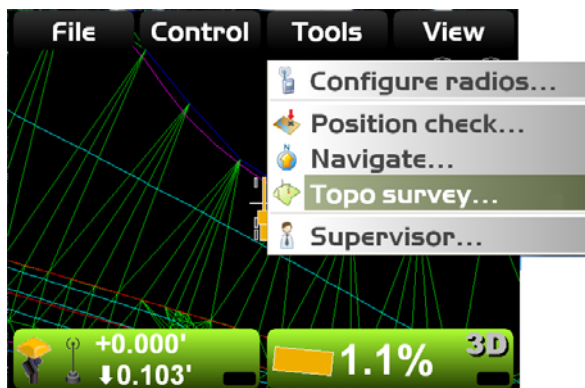 File Control Tools View
Configure radios...
Position check...
N
Navigate...
Topo survey...
Supervisor...
+0.000'
⬇0.103'
1.1%
3D